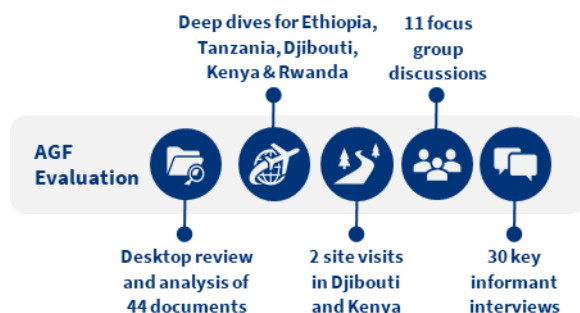 Deep dives for Ethiopia,
Tanzania, Djibouti,
Kenya & Rwanda
11 focus
group
discussions
AGF
Evaluation
Desktop review
and analysis of
44 documents
2 site visits
in Djibouti
and Kenya
30 key
informant
interviews